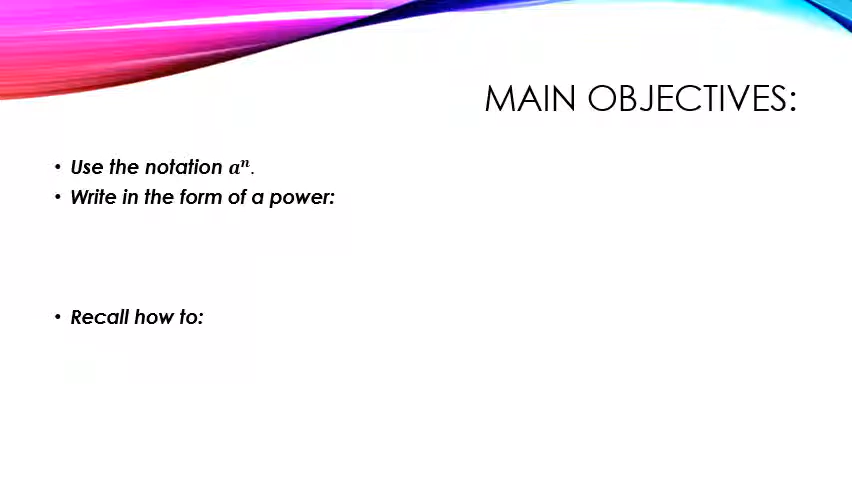 MAIN OBJECTIVES:
• Use the notation aⁿ.
• Write in the form of a power:
• Recall how to: